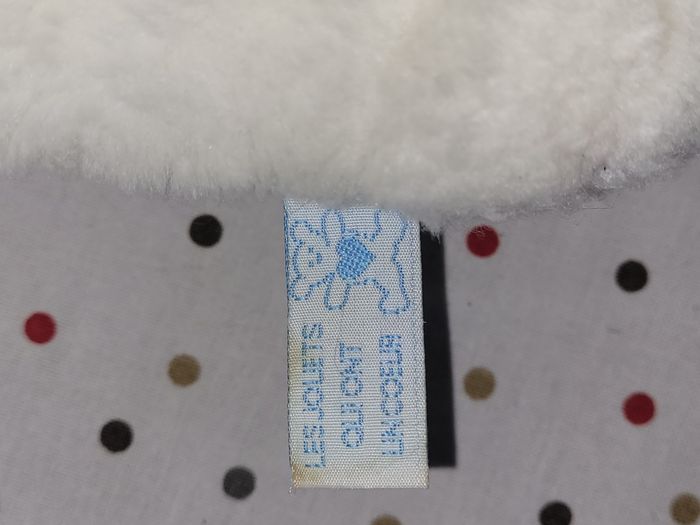 LES JOUETS
QUI ONT
UN COEUR